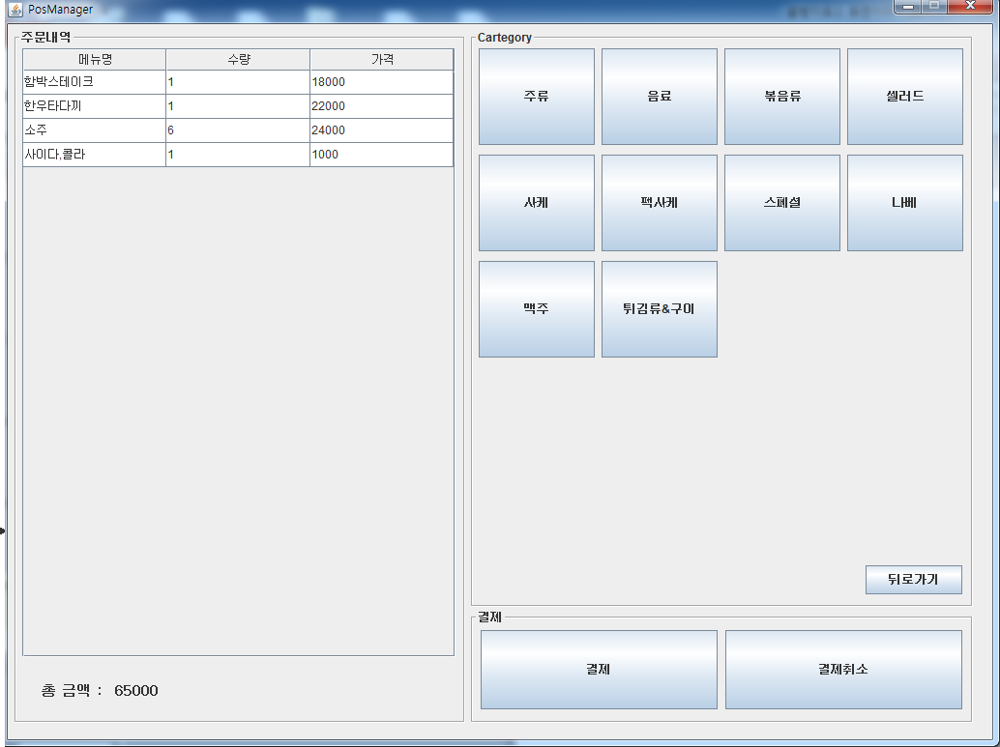 PosManager
주문내역
메뉴명 수량 가격
함박스테이크 1 18000
한우타다끼 1 22000
소주 6 24000
사이다,콜라 1 1000
총 금액 : 65000
Cartegory
주류 음료 볶음류 셀러드
사케 팩사케 스페셜 나베
맥주 튀김류&구이
뒤로가기
결제
결제 결제취소